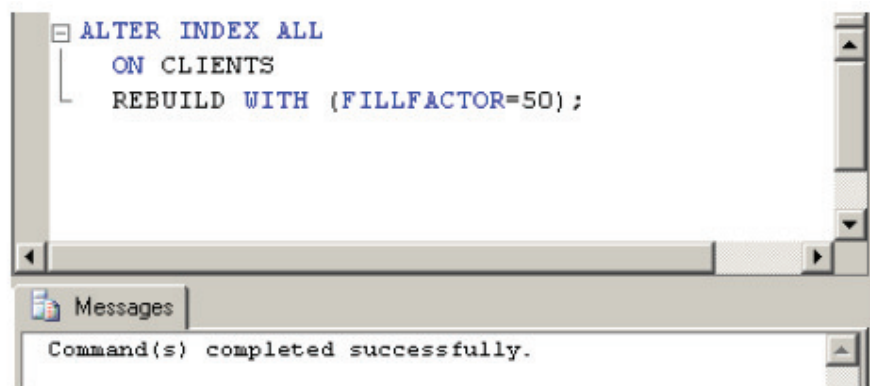 ALTER INDEX ALL
ON CLIENTS
REBUILD WITH (FILLFACTOR=50);
Messages
Command(s) completed successfully.